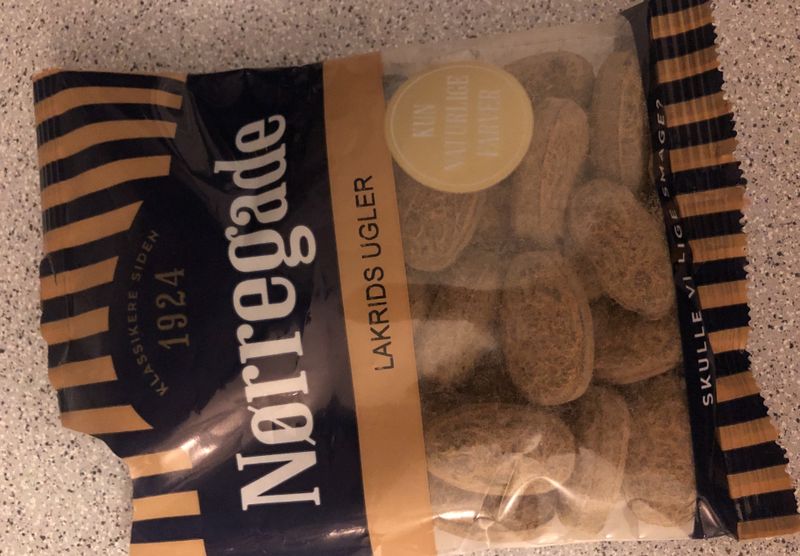 KLASSIKERE SIDEN
1924
Nørregade
LAKRIDS UGLER
KUN
NATURLIGE
FARVER
SKULLE VI LIGE SMAGE?